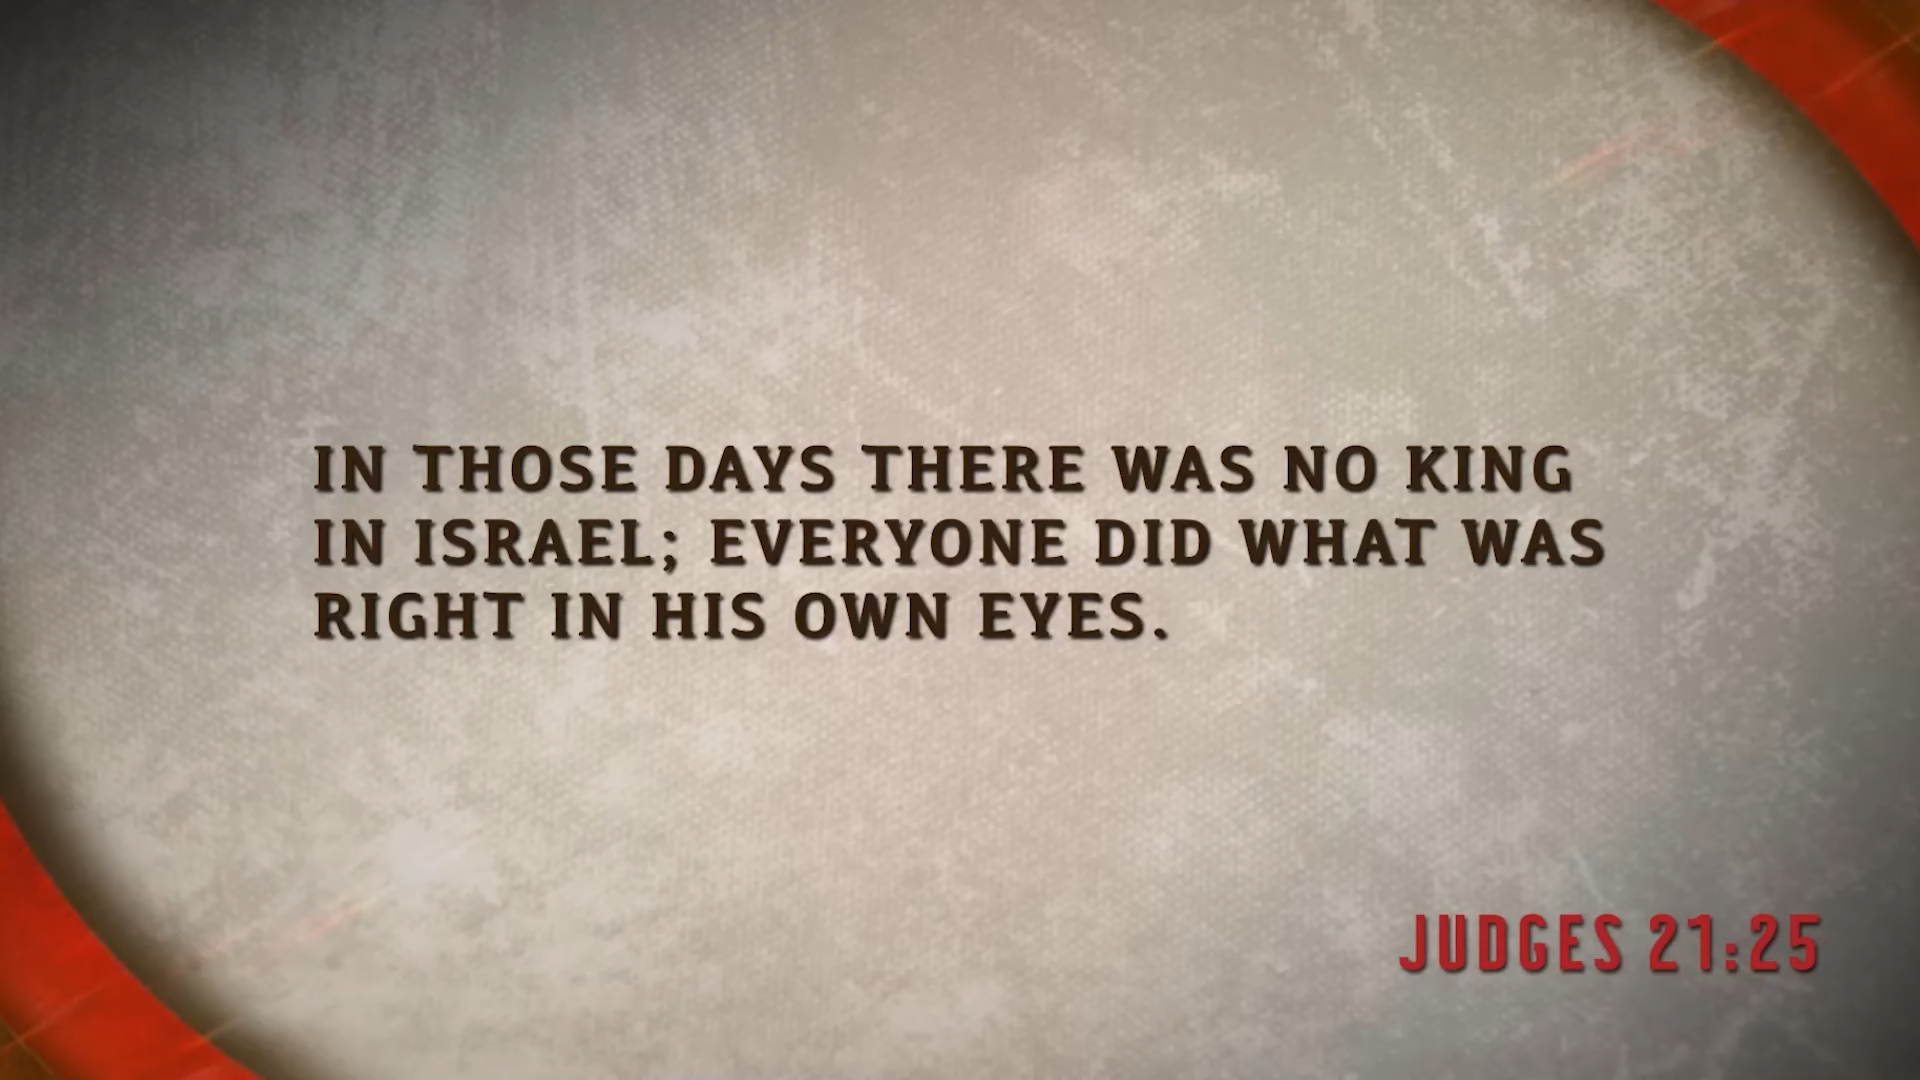 IN THOSE DAYS THERE WAS NO KING
IN ISRAEL; EVERYONE DID WHAT WAS
RIGHT IN HIS OWN EYES.
JUDGES 21:25